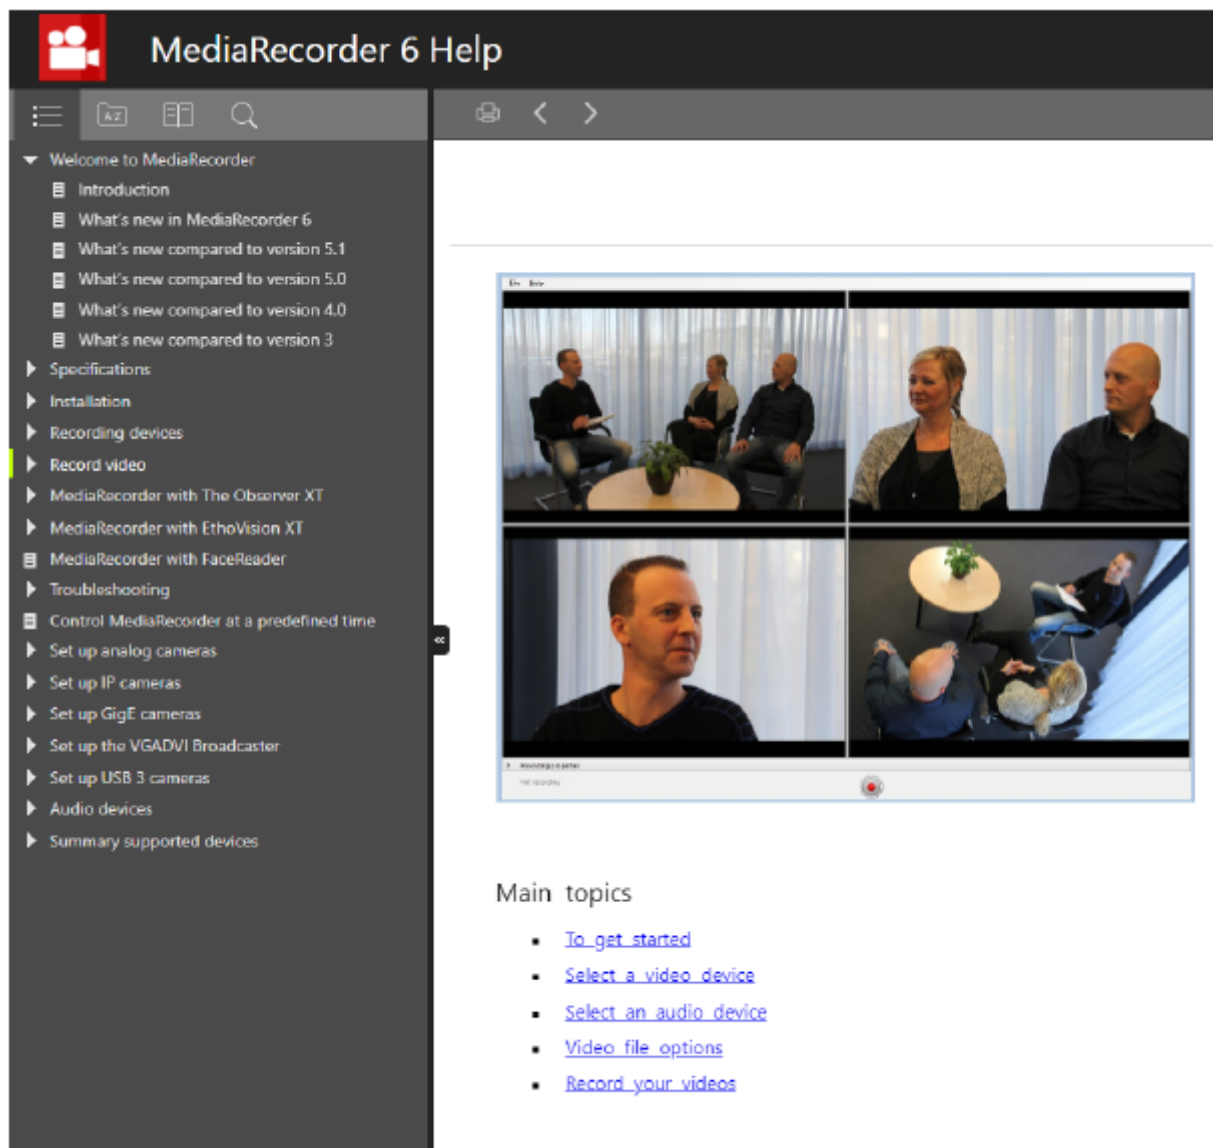 MediaRecorder 6 Help
A-Z
Welcome to MediaRecorder
Introduction
What's new in MediaRecorder 6
What's new compared to version 5.1
What's new compared to version 5.0
What's new compared to version 4.0
What's new compared to version 3
Specifications
Installation
Recording devices
Record video
MediaRecorder with The Observer XT
MediaRecorder with EthoVision XT
MediaRecorder with FaceReader
Troubleshooting
Control MediaRecorder at a predefined time
Set up analog cameras
Set up IP cameras
Set up GigE cameras
Set up the VGADVI Broadcaster
Set up USB 3 cameras
Audio devices
Summary supported devices
File Help
Not recording
Main topics
To get started
Select a video device
Select an audio device
Video file options
Record your videos